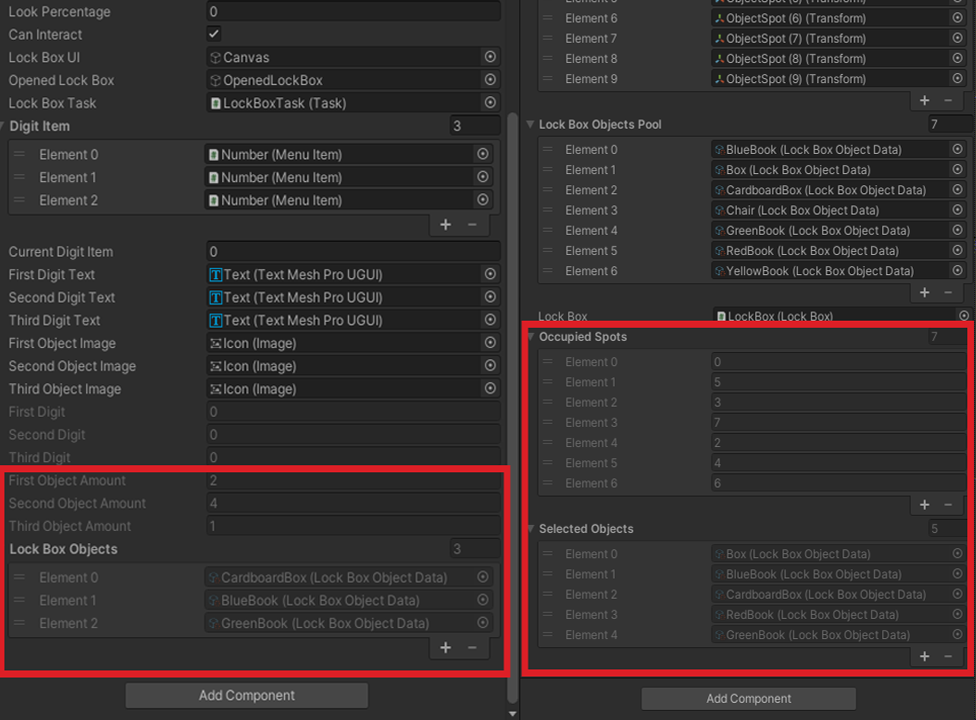 Look Percentage 0
Can Interact
Lock Box UI Canvas
Opened Lock Box OpenedLockBox
Lock Box Task LockBoxTask (Task)
Digit Item 3
Element 0 Number (Menu Item)
Element 1 Number (Menu Item)
Element 2 Number (Menu Item)
+ −
Current Digit Item 0
First Digit Text Text (Text Mesh Pro UGUI)
Second Digit Text Text (Text Mesh Pro UGUI)
Third Digit Text Text (Text Mesh Pro UGUI)
First Object Image Icon (Image)
Second Object Image Icon (Image)
Third Object Image Icon (Image)
First Digit 0
Second Digit 0
Third Digit 0
First Object Amount 2
Second Object Amount 4
Third Object Amount 1
Lock Box Objects 3
Element 0 CardboardBox (Lock Box Object Data)
Element 1 BlueBook (Lock Box Object Data)
Element 2 GreenBook (Lock Box Object Data)
+ −
Add Component
Element 6 ObjectSpot (6) (Transform)
Element 7 ObjectSpot (7) (Transform)
Element 8 ObjectSpot (8) (Transform)
Element 9 ObjectSpot (9) (Transform)
+ −
Lock Box Objects Pool 7
Element 0 BlueBook (Lock Box Object Data)
Element 1 Box (Lock Box Object Data)
Element 2 CardboardBox (Lock Box Object Data)
Element 3 Chair (Lock Box Object Data)
Element 4 GreenBook (Lock Box Object Data)
Element 5 RedBook (Lock Box Object Data)
Element 6 YellowBook (Lock Box Object Data)
+ −
Lock Box LockBox (Lock Box)
Occupied Spots 7
Element 0 0
Element 1 5
Element 2 3
Element 3 7
Element 4 2
Element 5 4
Element 6 6
+ −
Selected Objects 5
Element 0 Box (Lock Box Object Data)
Element 1 BlueBook (Lock Box Object Data)
Element 2 CardboardBox (Lock Box Object Data)
Element 3 RedBook (Lock Box Object Data)
Element 4 GreenBook (Lock Box Object Data)
+ −
Add Component